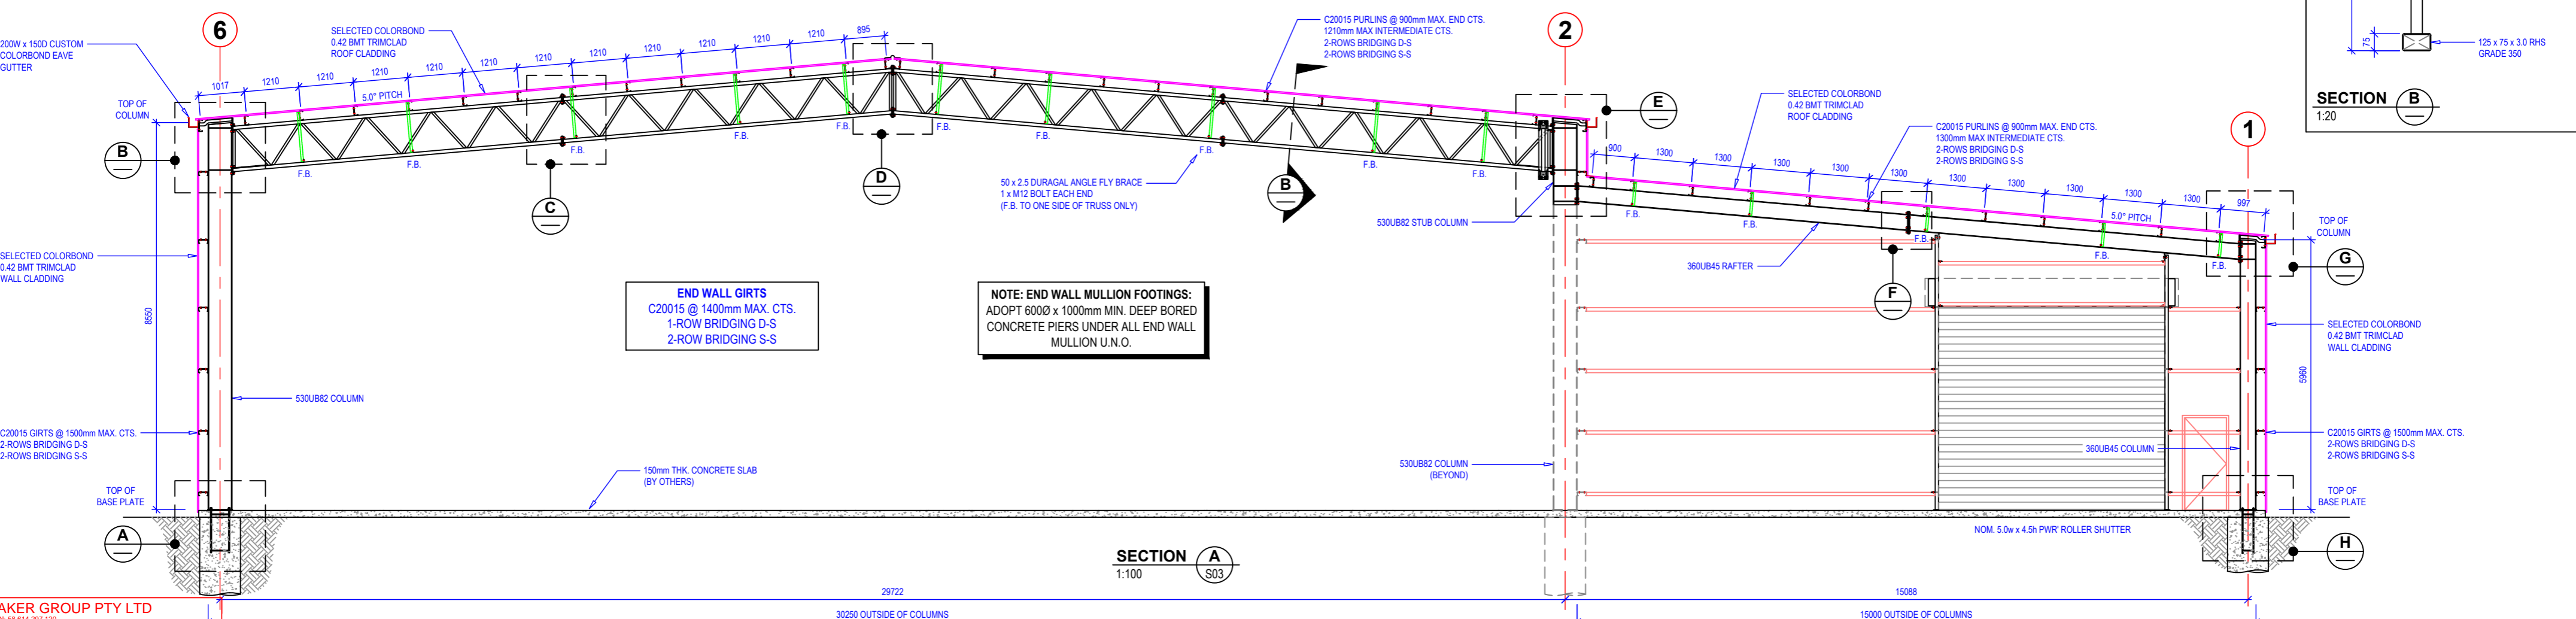 6
2
1
200W x 150D CUSTOM
COLORBOND EAVE
GUTTER
SELECTED COLORBOND
0.42 BMT TRIMCLAD
ROOF CLADDING
1017
1210
1210
1210
1210
1210
1210
1210
1210
1210
1210
1210
895
5.0° PITCH
TOP OF
COLUMN
B
C
D
E
C20015 PURLINS @ 900mm MAX. END CTS.
1210mm MAX INTERMEDIATE CTS.
2-ROWS BRIDGING D-S
2-ROWS BRIDGING S-S
SELECTED COLORBOND
0.42 BMT TRIMCLAD
ROOF CLADDING
C20015 PURLINS @ 900mm MAX. END CTS.
1300mm MAX INTERMEDIATE CTS.
2-ROWS BRIDGING D-S
2-ROWS BRIDGING S-S
75
125 x 75 x 3.0 RHS
GRADE 350
SECTION B
1:20
F.B.
F.B.
F.B.
F.B.
F.B.
F.B.
F.B.
F.B.
F.B.
F.B.
50 x 2.5 DURAGAL ANGLE FLY BRACE
1 x M12 BOLT EACH END
(F.B. TO ONE SIDE OF TRUSS ONLY)
B
900
1300
1300
1300
1300
1300
1300
1300
1300
1300
1300
997
5.0° PITCH
530UB82 STUB COLUMN
360UB45 RAFTER
F.B.
F.B.
F.B.
F.B.
F.B.
F
G
TOP OF
COLUMN
SELECTED COLORBOND
0.42 BMT TRIMCLAD
WALL CLADDING
8550
END WALL GIRTS
C20015 @ 1400mm MAX. CTS.
1-ROW BRIDGING D-S
2-ROW BRIDGING S-S
NOTE: END WALL MULLION FOOTINGS:
ADOPT 600Ø x 1000mm MIN. DEEP BORED
CONCRETE PIERS UNDER ALL END WALL
MULLION U.N.O.
SELECTED COLORBOND
0.42 BMT TRIMCLAD
WALL CLADDING
5960
530UB82 COLUMN
C20015 GIRTS @ 1500mm MAX. CTS.
2-ROWS BRIDGING D-S
2-ROWS BRIDGING S-S
150mm THK. CONCRETE SLAB
(BY OTHERS)
530UB82 COLUMN
(BEYOND)
360UB45 COLUMN
C20015 GIRTS @ 1500mm MAX. CTS.
2-ROWS BRIDGING D-S
2-ROWS BRIDGING S-S
TOP OF
BASE PLATE
TOP OF
BASE PLATE
A
H
NOM. 5.0w x 4.5h PWR' ROLLER SHUTTER
SECTION A
1:100 S03
29722
15088
30250 OUTSIDE OF COLUMNS
15000 OUTSIDE OF COLUMNS
AKER GROUP PTY LTD